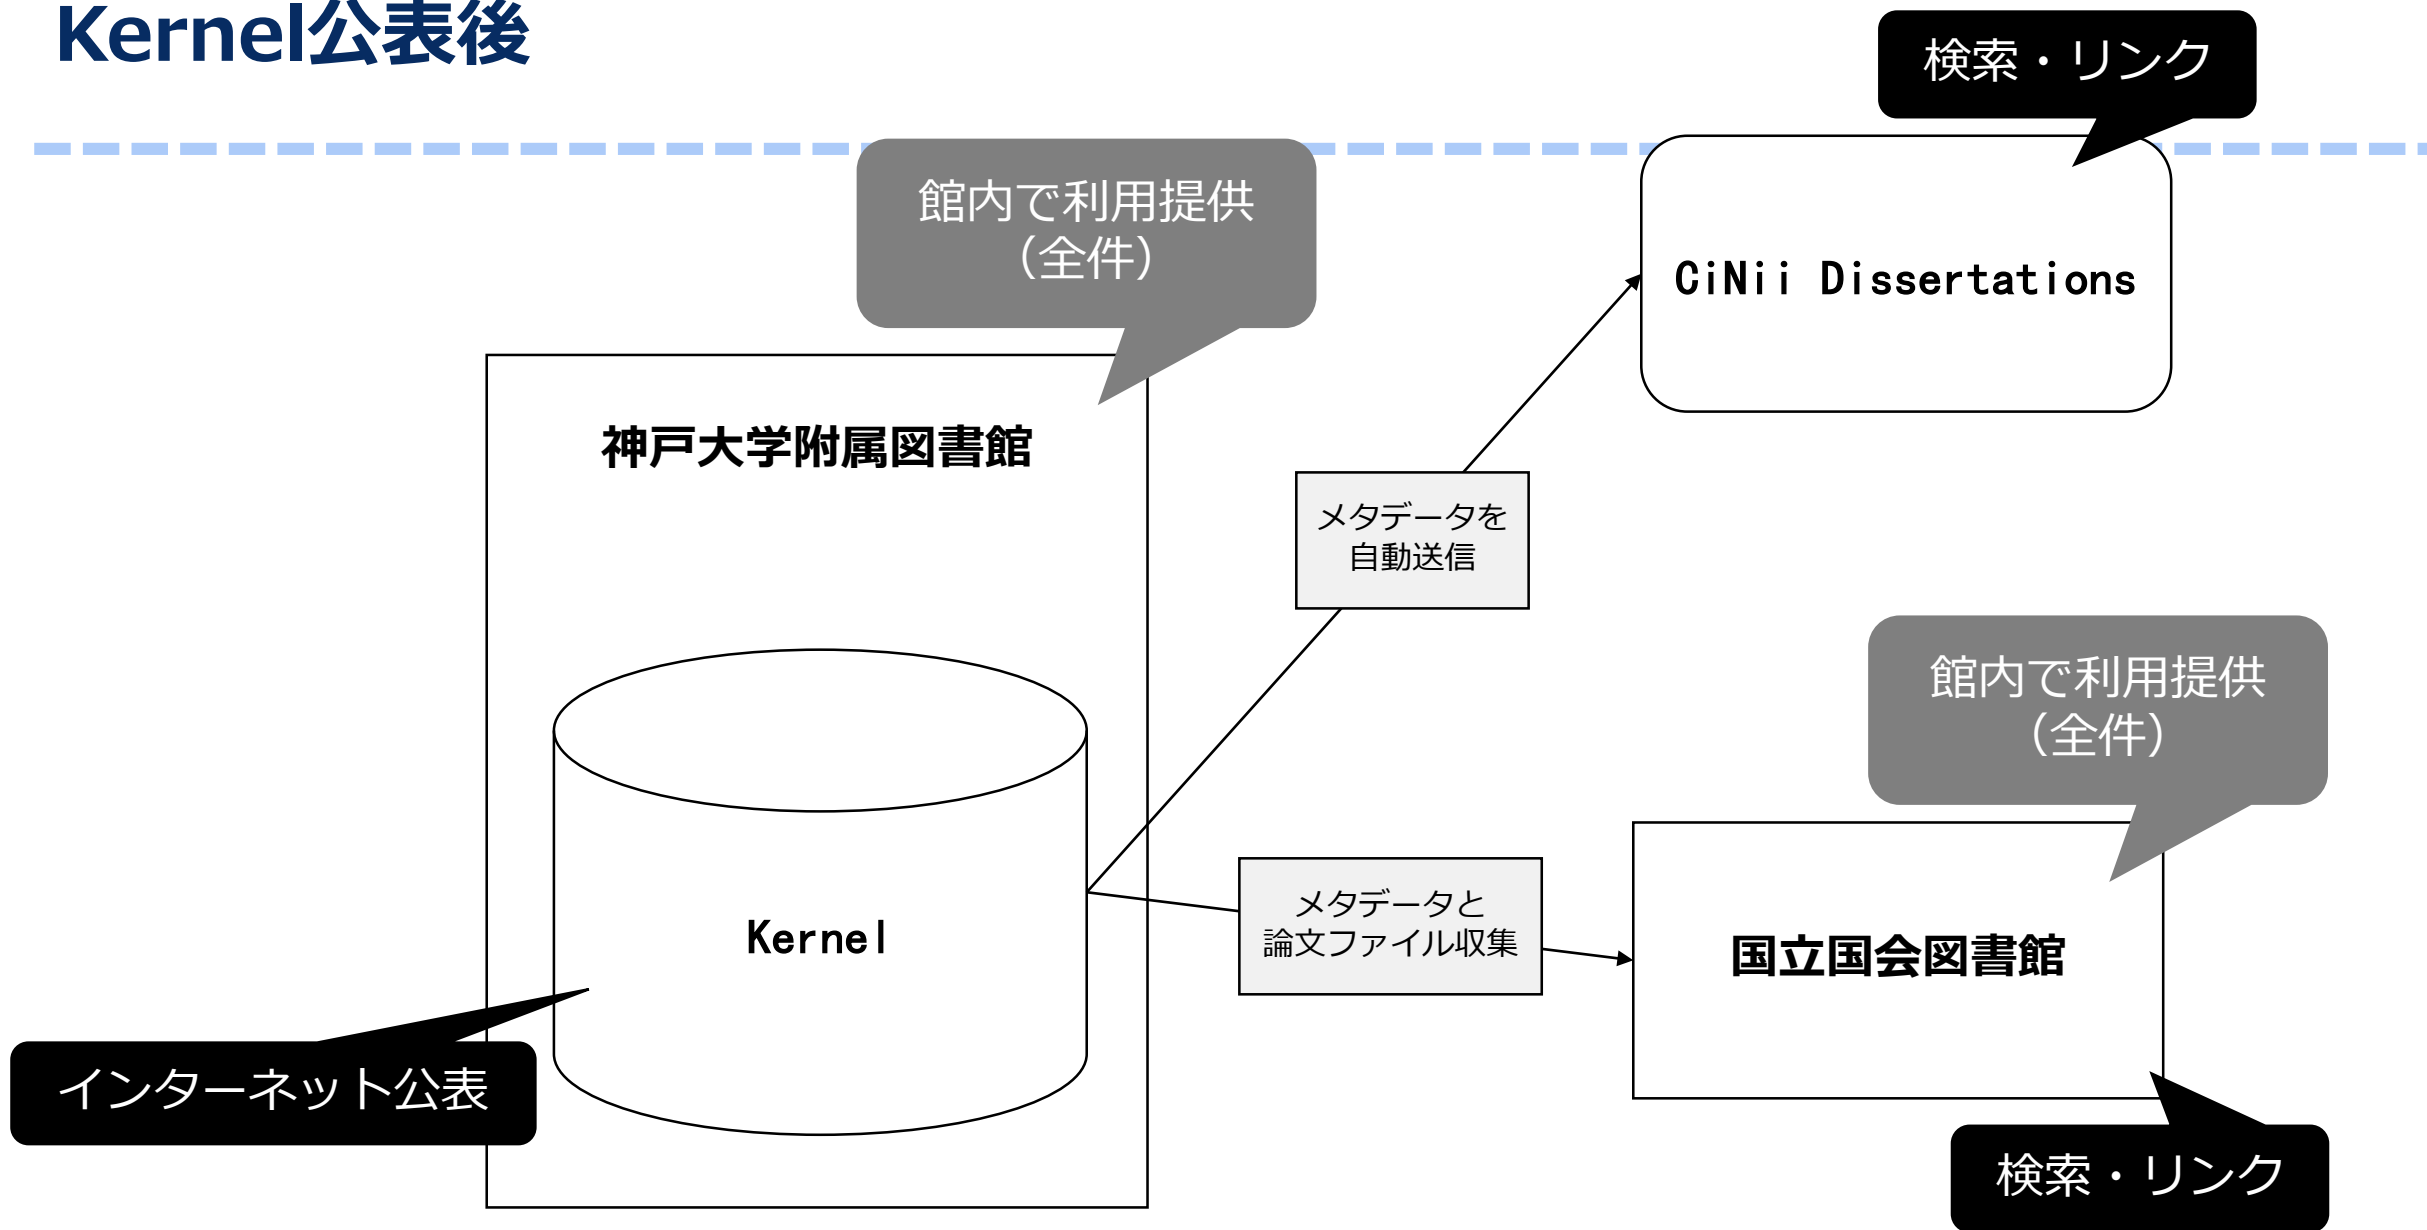 Kernel公表後
検索・リンク
館内で利用提供
（全件）
CiNii Dissertations
神戸大学附属図書館
メタデータを
自動送信
館内で利用提供
（全件）
Kernel
メタデータと
論文ファイル収集
国立国会図書館
インターネット公表
検索・リンク